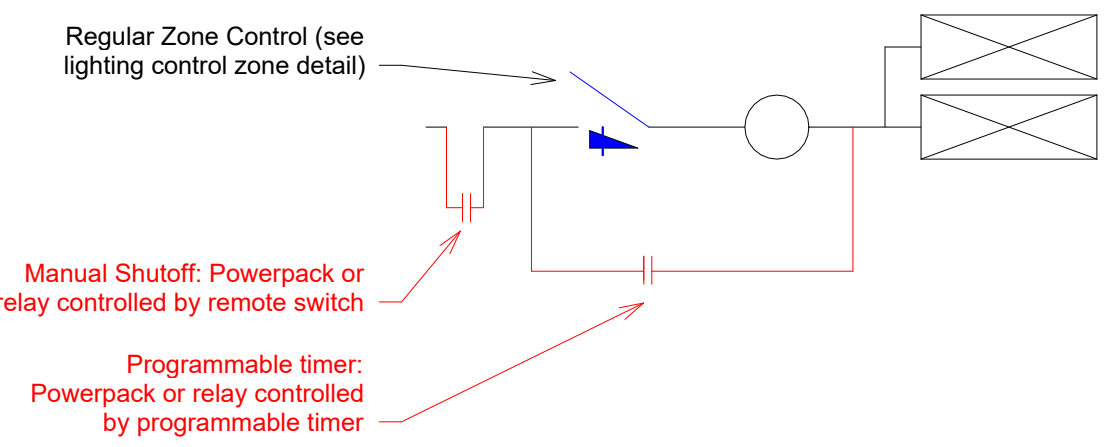 Regular Zone Control (see
lighting control zone detail)
Manual Shutoff: Powerpack or
relay controlled by remote switch
Programmable timer:
Powerpack or relay controlled
by programmable timer